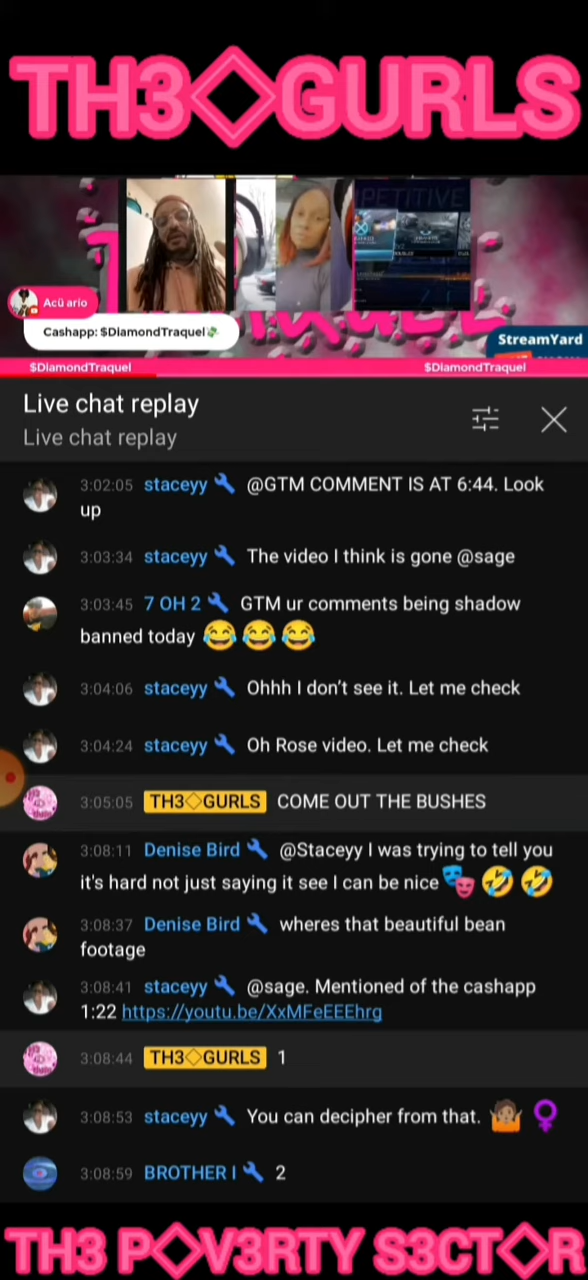 TH3◇GURLS
PETITIVE
Acü ario
Cashapp: $DiamondTraquel💸
StreamYard
$DIamondTraquel
$DIamondTraquel
Live chat replay
Live chat replay
3:02:05 staceyy 🔧 @GTM COMMENT IS AT 6:44. Look
up
3:03:34 staceyy 🔧 The video I think is gone @sage
3:03:45 7 OH 2 🔧 GTM ur comments being shadow
banned today 😂 😂 😂
3:04:06 staceyy 🔧 Ohhh I don’t see it. Let me check
3:04:24 staceyy 🔧 Oh Rose video. Let me check
3:05:05 TH3◇GURLS COME OUT THE BUSHES
3:08:11 Denise Bird 🔧 @Staceyy I was trying to tell you
it's hard not just saying it see I can be nice 🎭 🤣 🤣
3:08:37 Denise Bird 🔧 wheres that beautiful bean
footage
3:08:41 staceyy 🔧 @sage. Mentioned of the cashapp
1:22 https://youtu.be/XxMFeEEEhrg
3:08:44 TH3◇GURLS 1
3:08:53 staceyy 🔧 You can decipher from that. 🤷🏽 ♀
3:08:59 BROTHER I 🔧 2
TH3 P◇V3RTY S3CT◇R